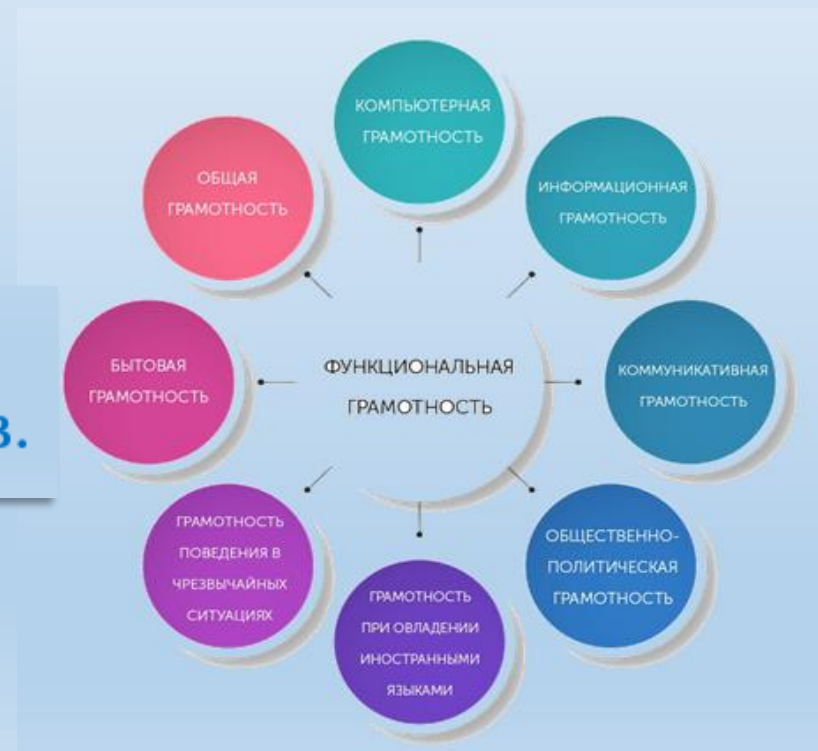 КОМПЬЮТЕРНАЯ
ГРАМОТНОСТЬ
ОБЩАЯ
ГРАМОТНОСТЬ
ИНФОРМАЦИОННАЯ
ГРАМОТНОСТЬ
БЫТОВАЯ
ГРАМОТНОСТЬ
ФУНКЦИОНАЛЬНАЯ
ГРАМОТНОСТЬ
КОММУНИКАТИВНАЯ
ГРАМОТНОСТЬ
в.
ГРАМОТНОСТЬ
ПОВЕДЕНИЯ В
ЧРЕЗВЫЧАЙНЫХ
СИТУАЦИЯХ
ГРАМОТНОСТЬ
ПРИ ОВЛАДЕНИИ
ИНОСТРАННЫМИ
ЯЗЫКАМИ
ОБЩЕСТВЕННО-
ПОЛИТИЧЕСКАЯ
ГРАМОТНОСТЬ